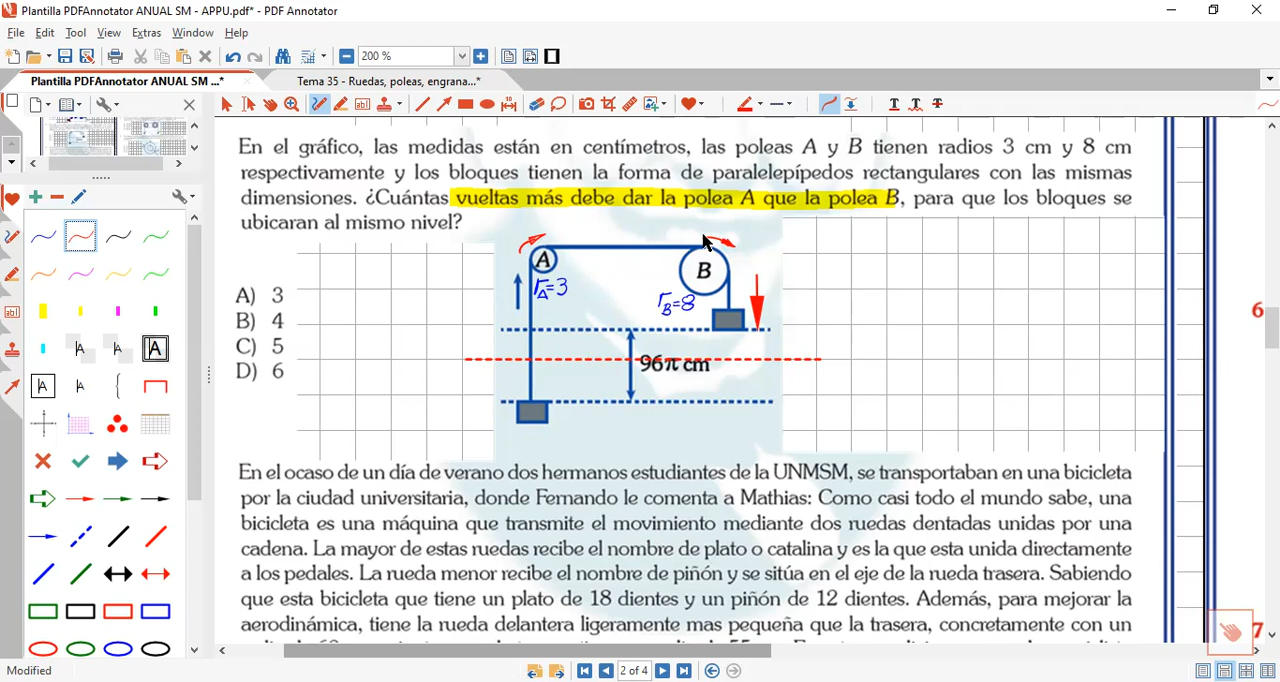 Plantilla PDFAnnotator ANUAL SM - APPU.pdf* - PDF Annotator
File Edit Tool View Extras Window Help
200 %
Plantilla PDFAnnotator ANUAL SM ...*
Tema 35 - Ruedas, poleas, engrana...*
En el gráfico, las medidas están en centímetros, las poleas A y B tienen radios 3 cm y 8 cm
respectivamente y los bloques tienen la forma de paralelepípedos rectangulares con las mismas
dimensiones. ¿Cuántas vueltas más debe dar la polea A que la polea B, para que los bloques se
ubicaran al mismo nivel?
A
B
r_A=3
r_B=8
A) 3
B) 4
C) 5
D) 6
96π cm
6
En el ocaso de un día de verano dos hermanos estudiantes de la UNMSM, se transportaban en una bicicleta
por la ciudad universitaria, donde Fernando le comenta a Mathias: Como casi todo el mundo sabe, una
bicicleta es una máquina que transmite el movimiento mediante dos ruedas dentadas unidas por una
cadena. La mayor de estas ruedas recibe el nombre de plato o catalina y es la que esta unida directamente
a los pedales. La rueda menor recibe el nombre de piñón y se sitúa en el eje de la rueda trasera. Sabiendo
que esta bicicleta que tiene un plato de 18 dientes y un piñón de 12 dientes. Además, para mejorar la
aerodinámica, tiene la rueda delantera ligeramente mas pequeña que la trasera, concretamente con un
7
Modified
2 of 4